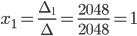 x₁ = Δ₁/Δ = 2048/2048 = 1